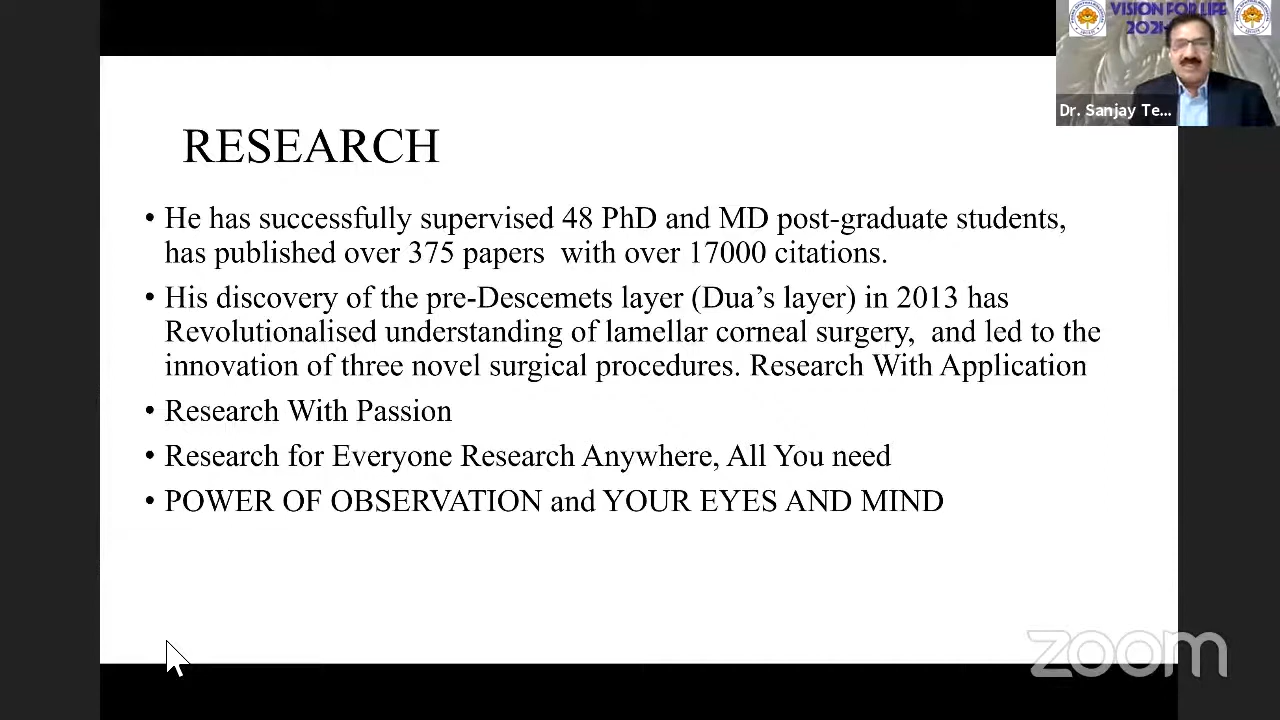 VISION FOR LIFE
2021
Dr. Sanjay Te...
RESEARCH
• He has successfully supervised 48 PhD and MD post-graduate students,
has published over 375 papers with over 17000 citations.
• His discovery of the pre-Descemets layer (Dua’s layer) in 2013 has
Revolutionalised understanding of lamellar corneal surgery, and led to the
innovation of three novel surgical procedures. Research With Application
• Research With Passion
• Research for Everyone Research Anywhere, All You need
• POWER OF OBSERVATION and YOUR EYES AND MIND
zoom